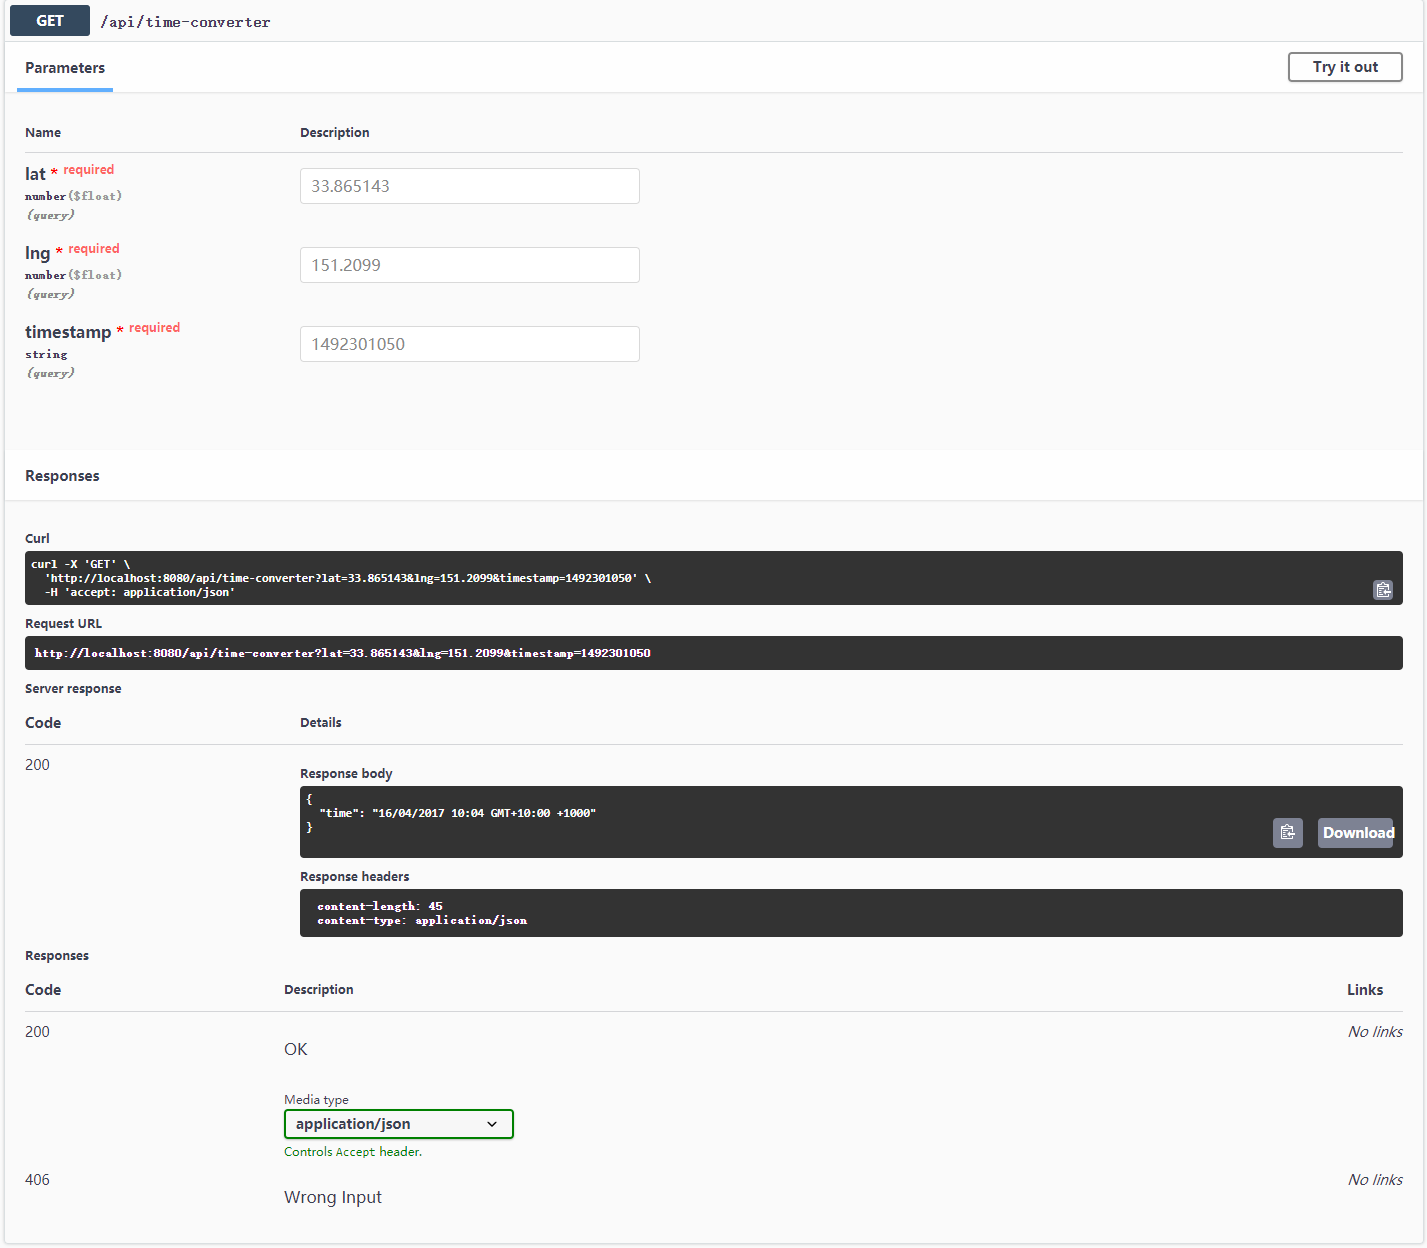 GET /api/time-converter
Parameters
Try it out
Name Description
lat * required
number($float)
(query)
33.865143
lng * required
number($float)
(query)
151.2099
timestamp * required
string
(query)
1492301050
Responses
Curl
curl -X 'GET' \
'http://localhost:8080/api/time-converter?lat=33.865143&lng=151.2099&timestamp=1492301050' \
-H 'accept: application/json'
Request URL
http://localhost:8080/api/time-converter?lat=33.865143&lng=151.2099&timestamp=1492301050
Server response
Code Details
200
Response body
{
"time": "16/04/2017 10:04 GMT+10:00 +1000"
}
Download
Response headers
content-length: 45
content-type: application/json
Responses
Code Description Links
200 No links
OK
Media type
application/json
Controls Accept header.
406 No links
Wrong Input